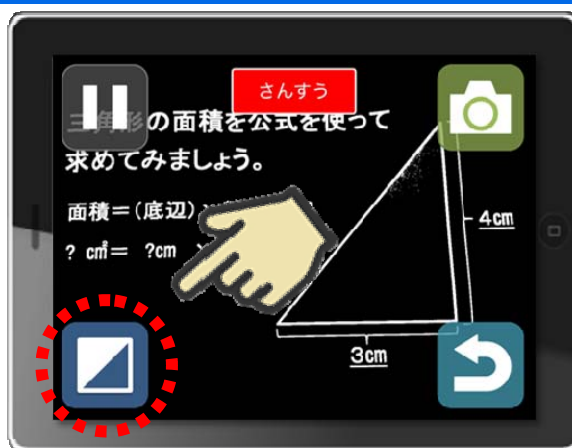 さんすう
三角形の面積を公式を使って
求めてみましょう。
面積＝(底辺)
? c㎡＝ ?cm
4cm
3cm